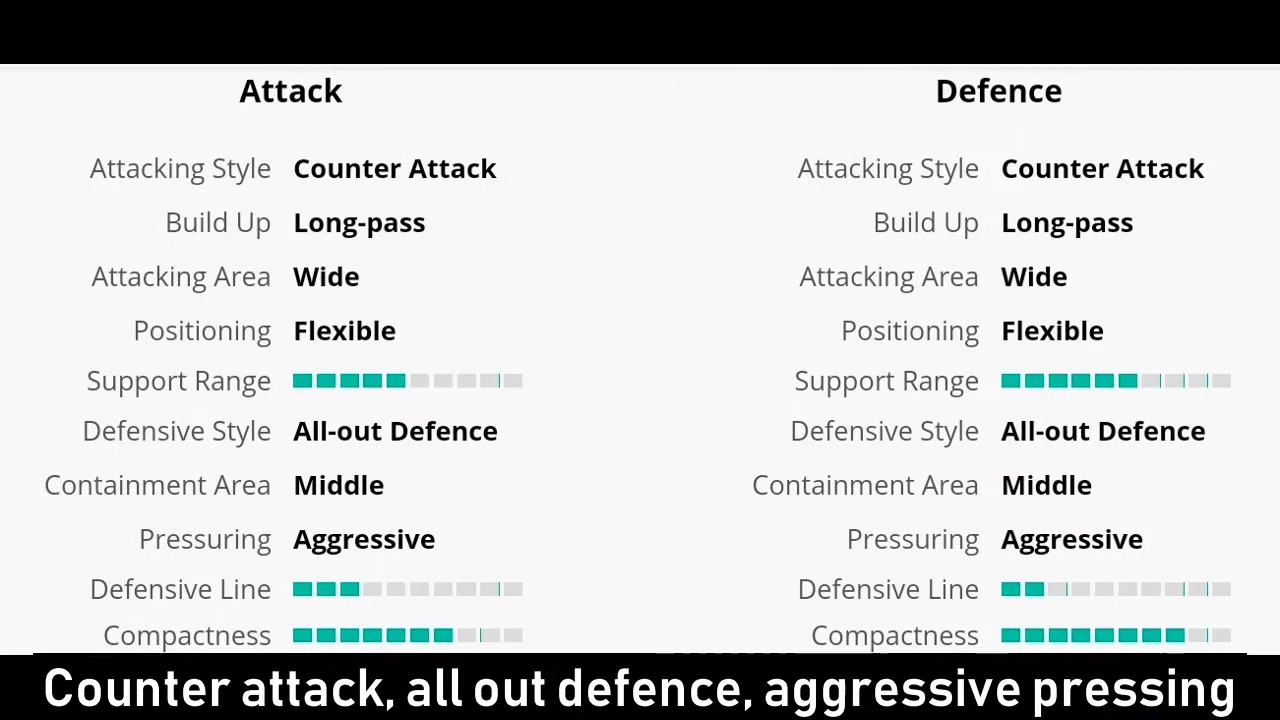 Attack
Attacking Style Counter Attack
Build Up Long-pass
Attacking Area Wide
Positioning Flexible
Support Range
Defensive Style All-out Defence
Containment Area Middle
Pressuring Aggressive
Defensive Line
Compactness
Defence
Attacking Style Counter Attack
Build Up Long-pass
Attacking Area Wide
Positioning Flexible
Support Range
Defensive Style All-out Defence
Containment Area Middle
Pressuring Aggressive
Defensive Line
Compactness
Counter attack, all out defence, aggressive pressing